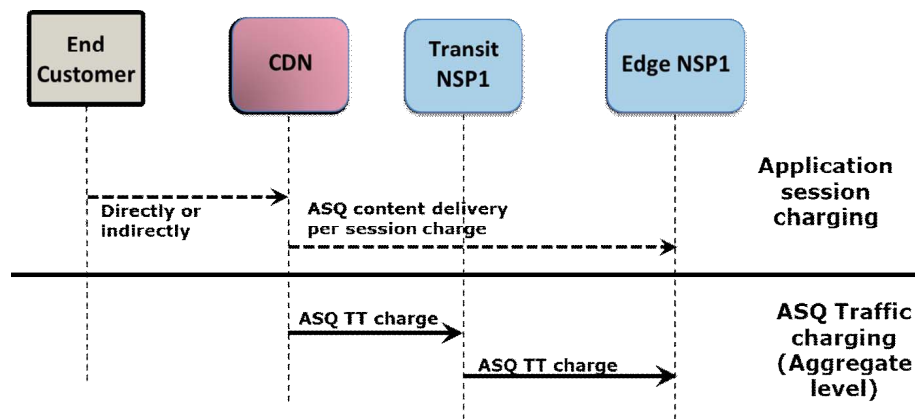 End
Customer
CDN
Transit
NSP1
Edge NSP1
Application
session
charging
Directly or
indirectly
ASQ content delivery
per session charge
ASQ TT charge
ASQ TT charge
ASQ Traffic
charging
(Aggregate
level)